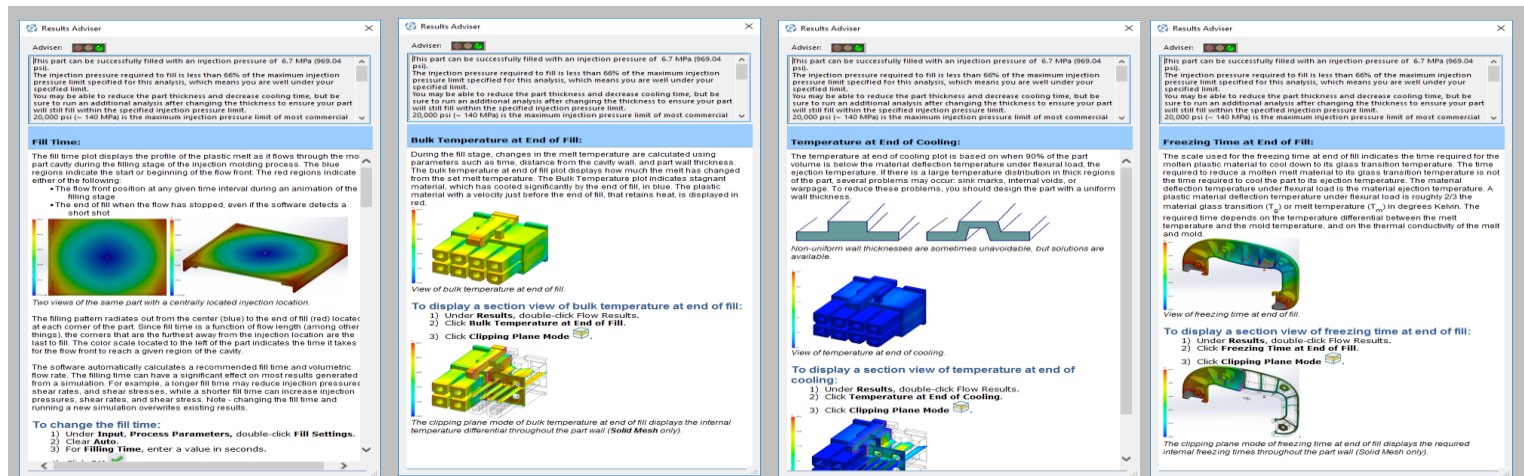 Results Adviser
Adviser:
This part can be successfully filled with an injection pressure of 6.7 MPa (969.04
psi).
The injection pressure required to fill is less than 66% of the maximum injection
pressure limit specified for this analysis, which means you are well under your
specified limit.
You may be able to reduce the part thickness and decrease cooling time, but be
sure to run an additional analysis after changing the thickness to ensure your part
will still fill within the specified injection pressure limit.
20,000 psi (~ 140 MPa) is the maximum injection pressure limit of most commercial
Fill Time:
The fill time plot displays the profile of the plastic melt as it flows through the mo
part cavity during the filling stage of the injection molding process. The blue
regions indicate the start or beginning of the flow front. The red regions indicate
either of the following:
• The flow front position at any given time interval during an animation of the
filling stage
• The end of fill when the flow has stopped, even if the software detects a
short shot
Two views of the same part with a centrally located injection location.
The filling pattern radiates out from the center (blue) to the end of fill (red) located
at each corner of the part. Since fill time is a function of flow length (among other
things), the corners that are the furthest away from the injection location are the
last to fill. The color scale located to the left of the part indicates the time it takes
for the flow front to reach a given region of the cavity.
The software automatically calculates a recommended fill time and volumetric
flow rate. The filling time can have a significant effect on most results generated
from a simulation. For example, a longer fill time may reduce injection pressures
shear rates, and shear stresses, while a shorter fill time can increase injection
pressures, shear rates, and shear stress. Note - changing the fill time and
running a new simulation overwrites existing results.
To change the fill time:
1) Under Input, Process Parameters, double-click Fill Settings.
2) Clear Auto.
3) For Filling Time, enter a value in seconds.
Results Adviser
Adviser:
This part can be successfully filled with an injection pressure of 6.7 MPa (969.04
psi).
The injection pressure required to fill is less than 66% of the maximum injection
pressure limit specified for this analysis, which means you are well under your
specified limit.
You may be able to reduce the part thickness and decrease cooling time, but be
sure to run an additional analysis after changing the thickness to ensure your part
will still fill within the specified injection pressure limit.
20,000 psi (~ 140 MPa) is the maximum injection pressure limit of most commercial
Bulk Temperature at End of Fill:
During the fill stage, changes in the melt temperature are calculated using
parameters such as time, distance from the cavity wall, and part wall thickness.
The bulk temperature at end of fill plot displays how much the melt has changed
from the set melt temperature. The Bulk Temperature plot indicates stagnant
material, which has cooled significantly by the end of fill, in blue. The plastic
material with a velocity just before the end of fill, that retains heat, is displayed in
red.
View of bulk temperature at end of fill.
To display a section view of bulk temperature at end of fill:
1) Under Results, double-click Flow Results.
2) Click Bulk Temperature at End of Fill.
3) Click Clipping Plane Mode .
The clipping plane mode of bulk temperature at end of fill displays the internal
temperature differential throughout the part wall (Solid Mesh only).
Results Adviser
Adviser:
This part can be successfully filled with an injection pressure of 6.7 MPa (969.04
psi).
The injection pressure required to fill is less than 66% of the maximum injection
pressure limit specified for this analysis, which means you are well under your
specified limit.
You may be able to reduce the part thickness and decrease cooling time, but be
sure to run an additional analysis after changing the thickness to ensure your part
will still fill within the specified injection pressure limit.
20,000 psi (~ 140 MPa) is the maximum injection pressure limit of most commercial
Temperature at End of Cooling:
The temperature at end of cooling plot is based on when 90% of the part
volume is below the material deflection temperature under flexural load, the
ejection temperature. If there is a large temperature distribution in thick regions
of the part, several problems may occur: sink marks, internal voids, or
warpage. To reduce these problems, you should design the part with a uniform
wall thickness.
Non-uniform wall thicknesses are sometimes unavoidable, but solutions are
available.
View of temperature at end of cooling.
To display a section view of temperature at end of
cooling:
1) Under Results, double-click Flow Results.
2) Click Temperature at End of Cooling.
3) Click Clipping Plane Mode .
Results Adviser
Adviser:
This part can be successfully filled with an injection pressure of 6.7 MPa (969.04
psi).
The injection pressure required to fill is less than 66% of the maximum injection
pressure limit specified for this analysis, which means you are well under your
specified limit.
You may be able to reduce the part thickness and decrease cooling time, but be
sure to run an additional analysis after changing the thickness to ensure your part
will still fill within the specified injection pressure limit.
20,000 psi (~ 140 MPa) is the maximum injection pressure limit of most commercial
Freezing Time at End of Fill:
The scale used for the freezing at end of fill indicates the time required for the
molten plastic material to cool down to its glass transition temperature. The time
required to reduce a molten melt material to its glass transition temperature is not
the time required to cool the part to its ejection temperature. The material
deflection temperature under flexural load is the material ejection temperature. A
plastic material deflection temperature under flexural load is roughly 2/3 the
material glass transition (Tg) or melt temperature (Tm) in degrees Kelvin. The
required time depends on the temperature differential between the melt
temperature and the mold temperature, and on the thermal conductivity of the melt
and mold.
View of freezing time at end of fill.
To display a section view of freezing time at end of fill:
1) Under Results, double-click Flow Results.
2) Click Freezing Time at End of Fill.
3) Click Clipping Plane Mode .
The clipping plane mode of freezing time at end of fill displays the required
internal freezing times throughout the part wall (Solid Mesh only).